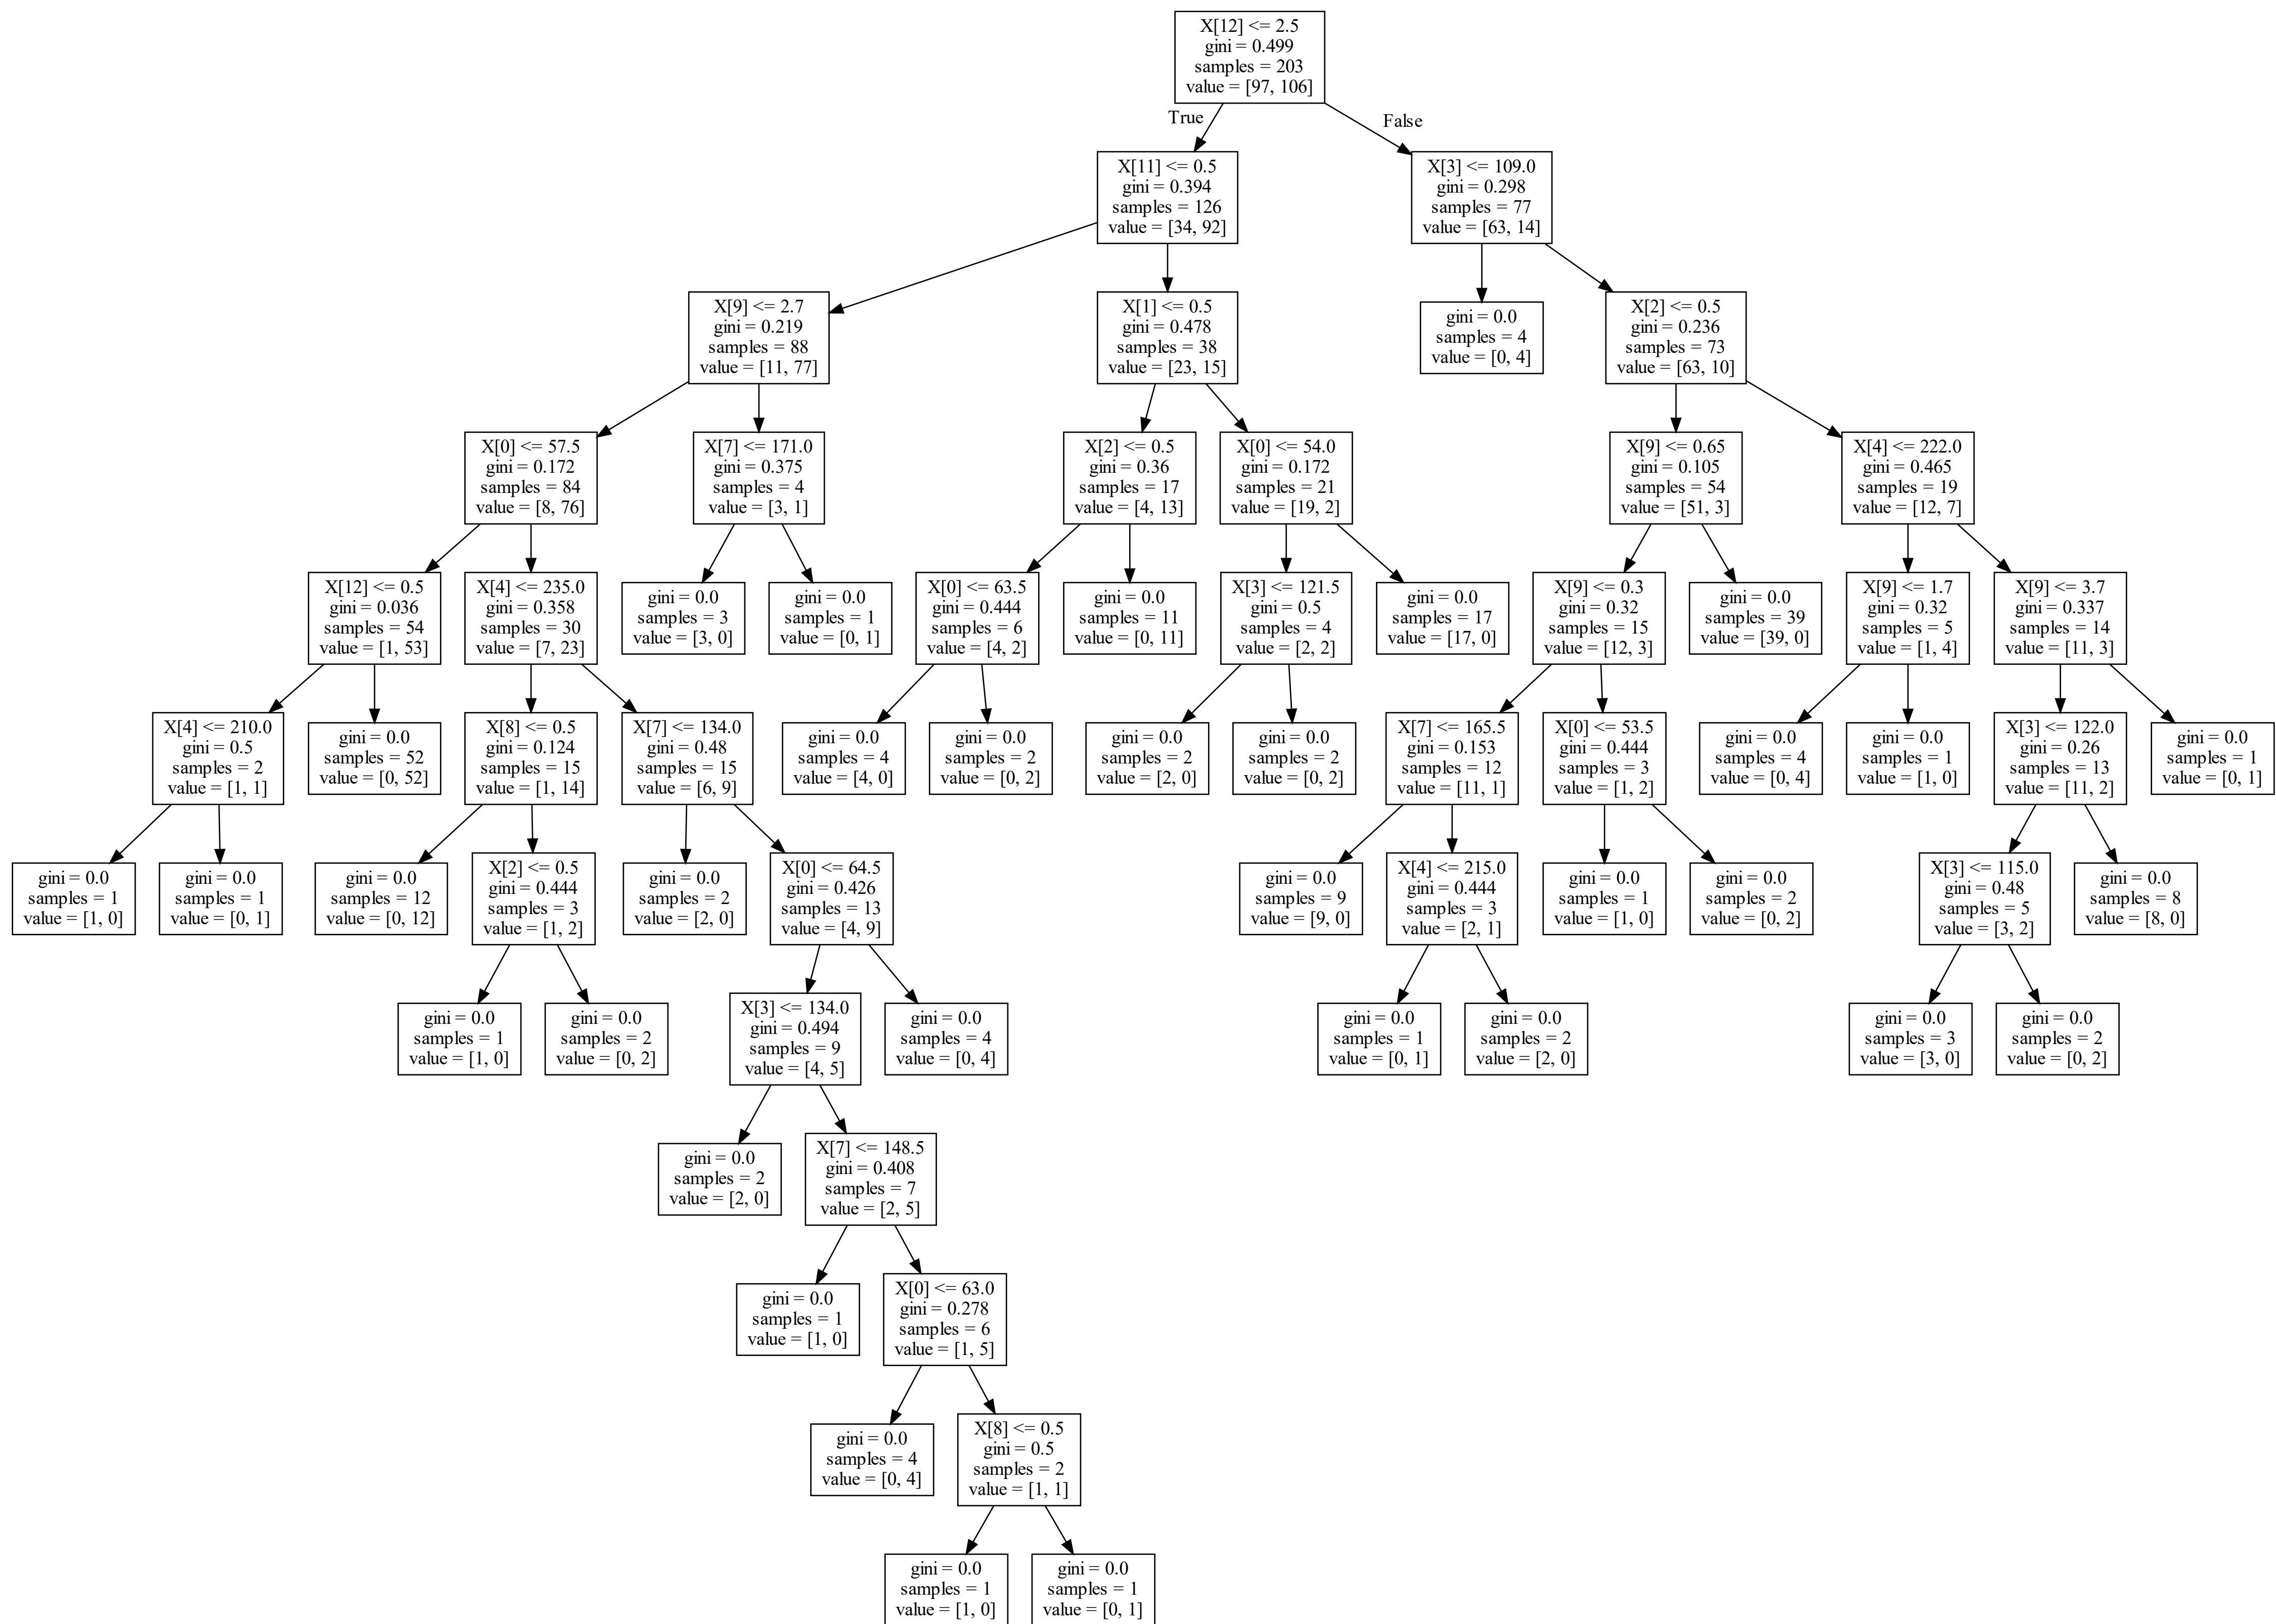 X[12] <= 2.5
gini = 0.499
samples = 203
value = [97, 106]
True
False
X[11] <= 0.5
gini = 0.394
samples = 126
value = [34, 92]
X[3] <= 109.0
gini = 0.298
samples = 77
value = [63, 14]
X[9] <= 2.7
gini = 0.219
samples = 88
value = [11, 77]
X[1] <= 0.5
gini = 0.478
samples = 38
value = [23, 15]
gini = 0.0
samples = 4
value = [0, 4]
X[2] <= 0.5
gini = 0.236
samples = 73
value = [63, 10]
X[0] <= 57.5
gini = 0.172
samples = 84
value = [8, 76]
X[7] <= 171.0
gini = 0.375
samples = 4
value = [3, 1]
X[2] <= 0.5
gini = 0.36
samples = 17
value = [4, 13]
X[0] <= 54.0
gini = 0.172
samples = 21
value = [19, 2]
X[9] <= 0.65
gini = 0.105
samples = 54
value = [51, 3]
X[4] <= 222.0
gini = 0.465
samples = 19
value = [12, 7]
X[12] <= 0.5
gini = 0.036
samples = 54
value = [1, 53]
X[4] <= 235.0
gini = 0.358
samples = 30
value = [7, 23]
gini = 0.0
samples = 3
value = [3, 0]
gini = 0.0
samples = 1
value = [0, 1]
X[0] <= 63.5
gini = 0.444
samples = 6
value = [4, 2]
gini = 0.0
samples = 11
value = [0, 11]
X[3] <= 121.5
gini = 0.5
samples = 4
value = [2, 2]
gini = 0.0
samples = 17
value = [17, 0]
X[9] <= 0.3
gini = 0.32
samples = 15
value = [12, 3]
gini = 0.0
samples = 39
value = [39, 0]
X[9] <= 1.7
gini = 0.32
samples = 5
value = [1, 4]
X[9] <= 3.7
gini = 0.337
samples = 14
value = [11, 3]
X[4] <= 210.0
gini = 0.5
samples = 2
value = [1, 1]
gini = 0.0
samples = 52
value = [0, 52]
X[8] <= 0.5
gini = 0.124
samples = 15
value = [1, 14]
X[7] <= 134.0
gini = 0.48
samples = 15
value = [6, 9]
gini = 0.0
samples = 4
value = [4, 0]
gini = 0.0
samples = 2
value = [0, 2]
gini = 0.0
samples = 2
value = [2, 0]
gini = 0.0
samples = 2
value = [0, 2]
X[7] <= 165.5
gini = 0.153
samples = 12
value = [11, 1]
X[0] <= 53.5
gini = 0.444
samples = 3
value = [1, 2]
gini = 0.0
samples = 4
value = [0, 4]
gini = 0.0
samples = 1
value = [1, 0]
X[3] <= 122.0
gini = 0.26
samples = 13
value = [11, 2]
gini = 0.0
samples = 1
value = [0, 1]
gini = 0.0
samples = 1
value = [1, 0]
gini = 0.0
samples = 1
value = [0, 1]
gini = 0.0
samples = 12
value = [0, 12]
X[2] <= 0.5
gini = 0.444
samples = 3
value = [1, 2]
gini = 0.0
samples = 2
value = [2, 0]
X[0] <= 64.5
gini = 0.426
samples = 13
value = [4, 9]
gini = 0.0
samples = 9
value = [9, 0]
X[4] <= 215.0
gini = 0.444
samples = 3
value = [2, 1]
gini = 0.0
samples = 1
value = [1, 0]
gini = 0.0
samples = 2
value = [0, 2]
X[3] <= 115.0
gini = 0.48
samples = 5
value = [3, 2]
gini = 0.0
samples = 8
value = [8, 0]
gini = 0.0
samples = 1
value = [1, 0]
gini = 0.0
samples = 2
value = [0, 2]
X[3] <= 134.0
gini = 0.494
samples = 9
value = [4, 5]
gini = 0.0
samples = 4
value = [0, 4]
gini = 0.0
samples = 1
value = [0, 1]
gini = 0.0
samples = 2
value = [2, 0]
gini = 0.0
samples = 3
value = [3, 0]
gini = 0.0
samples = 2
value = [0, 2]
gini = 0.0
samples = 2
value = [2, 0]
X[7] <= 148.5
gini = 0.408
samples = 7
value = [2, 5]
gini = 0.0
samples = 1
value = [1, 0]
X[0] <= 63.0
gini = 0.278
samples = 6
value = [1, 5]
gini = 0.0
samples = 4
value = [0, 4]
X[8] <= 0.5
gini = 0.5
samples = 2
value = [1, 1]
gini = 0.0
samples = 1
value = [1, 0]
gini = 0.0
samples = 1
value = [0, 1]